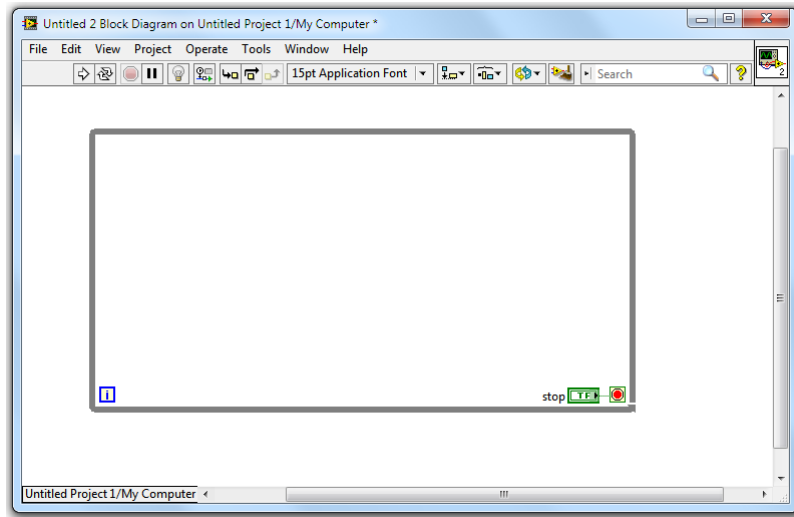 Untitled 2 Block Diagram on Untitled Project 1/My Computer *
File Edit View Project Operate Tools Window Help
15pt Application Font Search ? 2
i
stop TF
Untitled Project 1/My Computer